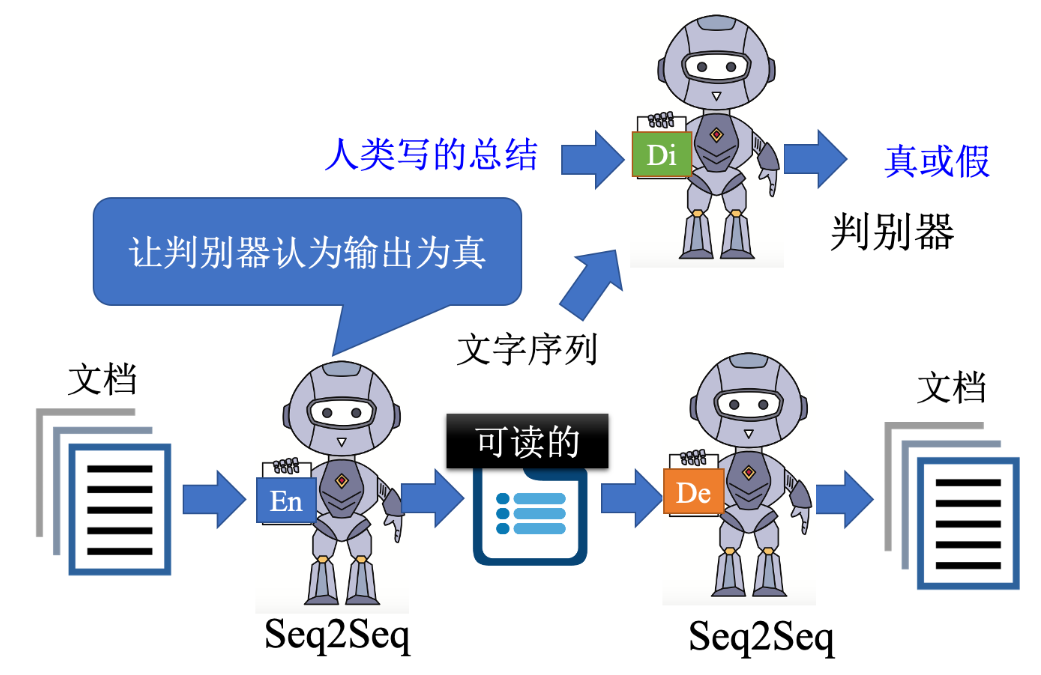 人类写的总结
Di
真或假
判别器
让判别器认为输出为真
文字序列
文档
En
可读的
De
文档
Seq2Seq
Seq2Seq